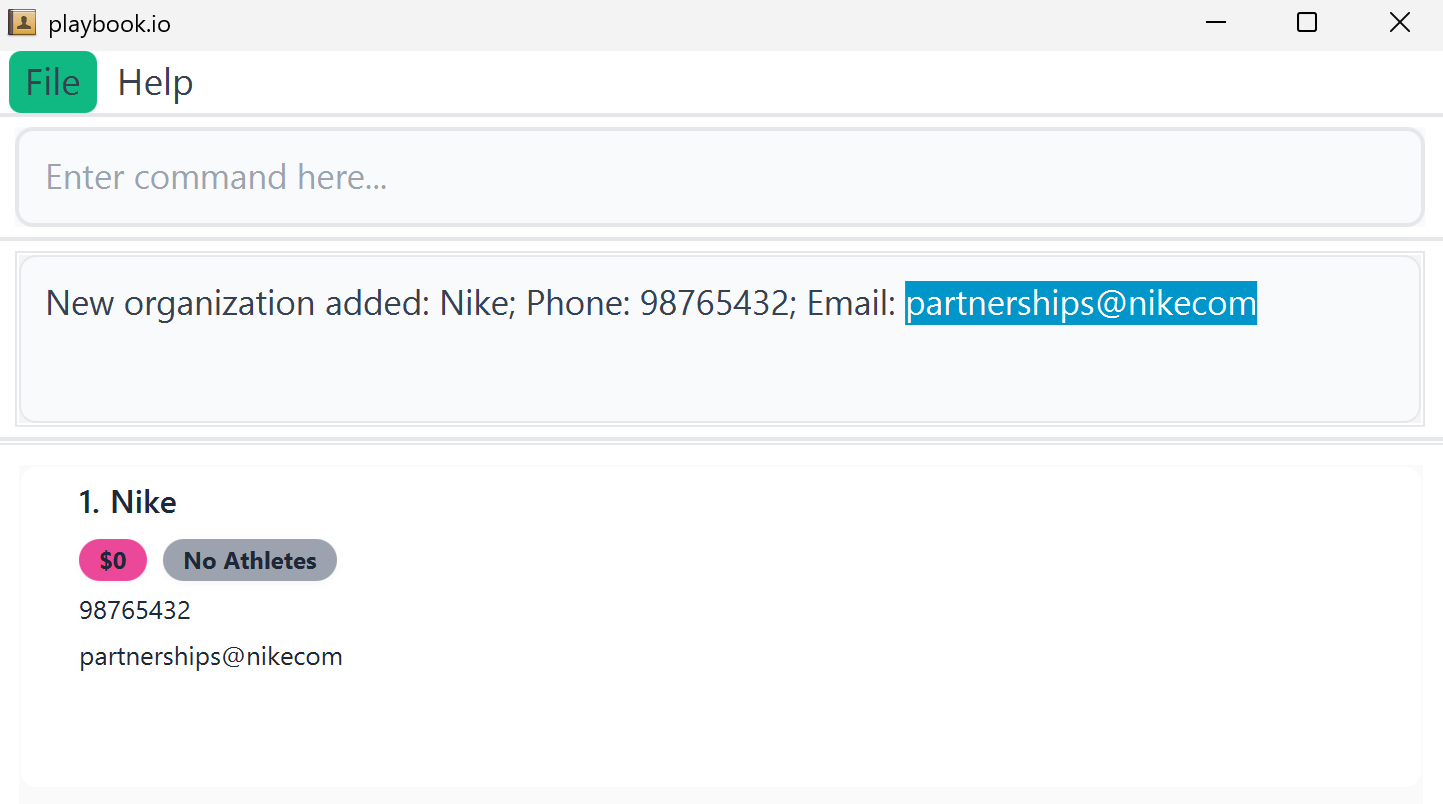 playbook.io
File Help
Enter command here...
New organization added: Nike; Phone: 98765432; Email: partnerships@nikecom
1. Nike
$0 No Athletes
98765432
partnerships@nikecom